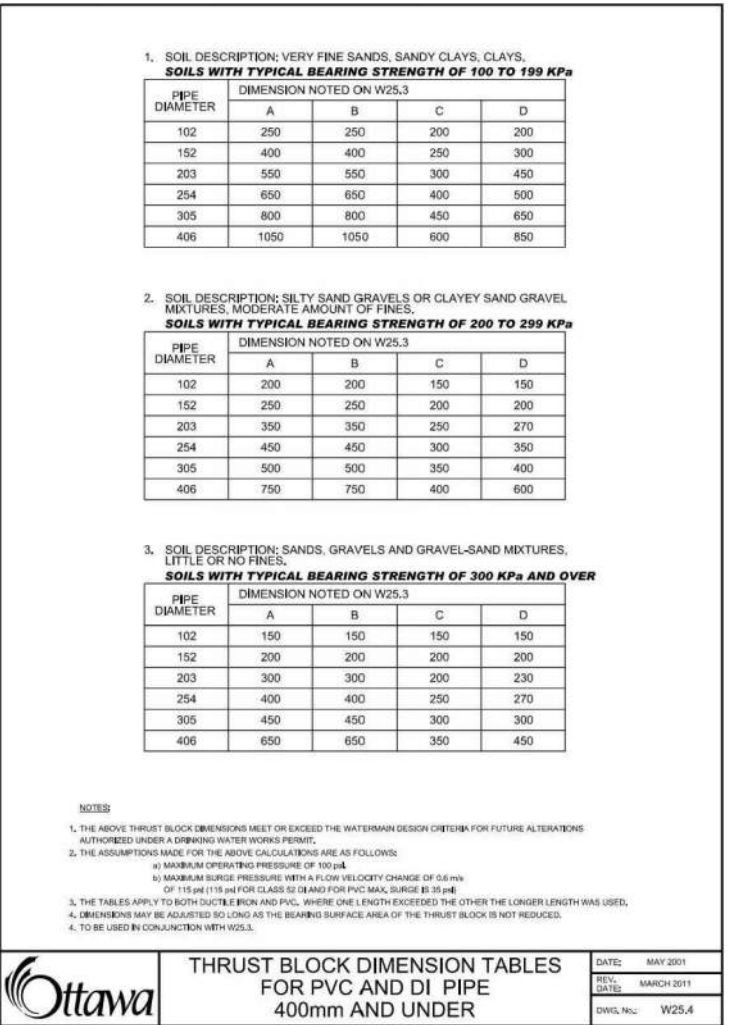 1. SOIL DESCRIPTION: VERY FINE SANDS, SANDY CLAYS, CLAYS.
SOILS WITH TYPICAL BEARING STRENGTH OF 100 TO 199 KPa
PIPE DIAMETER DIMENSION NOTED ON W25.3
A B C D
102 250 250 200 200
152 400 400 250 300
203 550 550 300 450
254 650 650 400 500
305 800 800 450 650
406 1050 1050 600 850
2. SOIL DESCRIPTION: SILTY SAND GRAVELS OR CLAYEY SAND GRAVEL
MIXTURES, MODERATE AMOUNT OF FINES.
SOILS WITH TYPICAL BEARING STRENGTH OF 200 TO 299 KPa
PIPE DIAMETER DIMENSION NOTED ON W25.3
A B C D
102 200 200 150 150
152 250 250 200 200
203 350 350 250 270
254 450 450 300 350
305 500 500 350 400
406 750 750 400 600
3. SOIL DESCRIPTION: SANDS, GRAVELS AND GRAVEL-SAND MIXTURES,
LITTLE OR NO FINES.
SOILS WITH TYPICAL BEARING STRENGTH OF 300 KPa AND OVER
PIPE DIAMETER DIMENSION NOTED ON W25.3
A B C D
102 150 150 150 150
152 200 200 200 200
203 300 300 200 230
254 400 400 250 270
305 450 450 300 300
406 650 650 350 450
NOTES:
1. THE ABOVE THRUST BLOCK DIMENSIONS MEET OR EXCEED THE WATERMAIN DESIGN CRITERIA FOR FUTURE ALTERATIONS
AUTHORIZED UNDER A DRINKING WATER WORKS PERMIT.
2. THE ASSUMPTIONS MADE FOR THE ABOVE CALCULATIONS ARE AS FOLLOWS:
a) MAXIMUM OPERATING PRESSURE OF 100 psi.
b) MAXIMUM SURGE PRESSURE WITH A FLOW VELOCITY CHANGE OF 0.6 m/s
OF 115 psi (115 psi FOR CLASS 52 DI AND FOR PVC MAX. SURGE IS 35 psi)
3. THE TABLES APPLY TO BOTH DUCTILE IRON AND PVC. WHERE ONE LENGTH EXCEEDED THE OTHER THE LONGER LENGTH WAS USED.
4. DIMENSIONS MAY BE ADJUSTED SO LONG AS THE BEARING SURFACE AREA OF THE THRUST BLOCK IS NOT REDUCED.
4. TO BE USED IN CONJUNCTION WITH W25.3.
Ottawa
THRUST BLOCK DIMENSION TABLES
FOR PVC AND DI PIPE
400mm AND UNDER
DATE: MAY 2001
REV. DATE: MARCH 2011
DWG. No.: W25.4